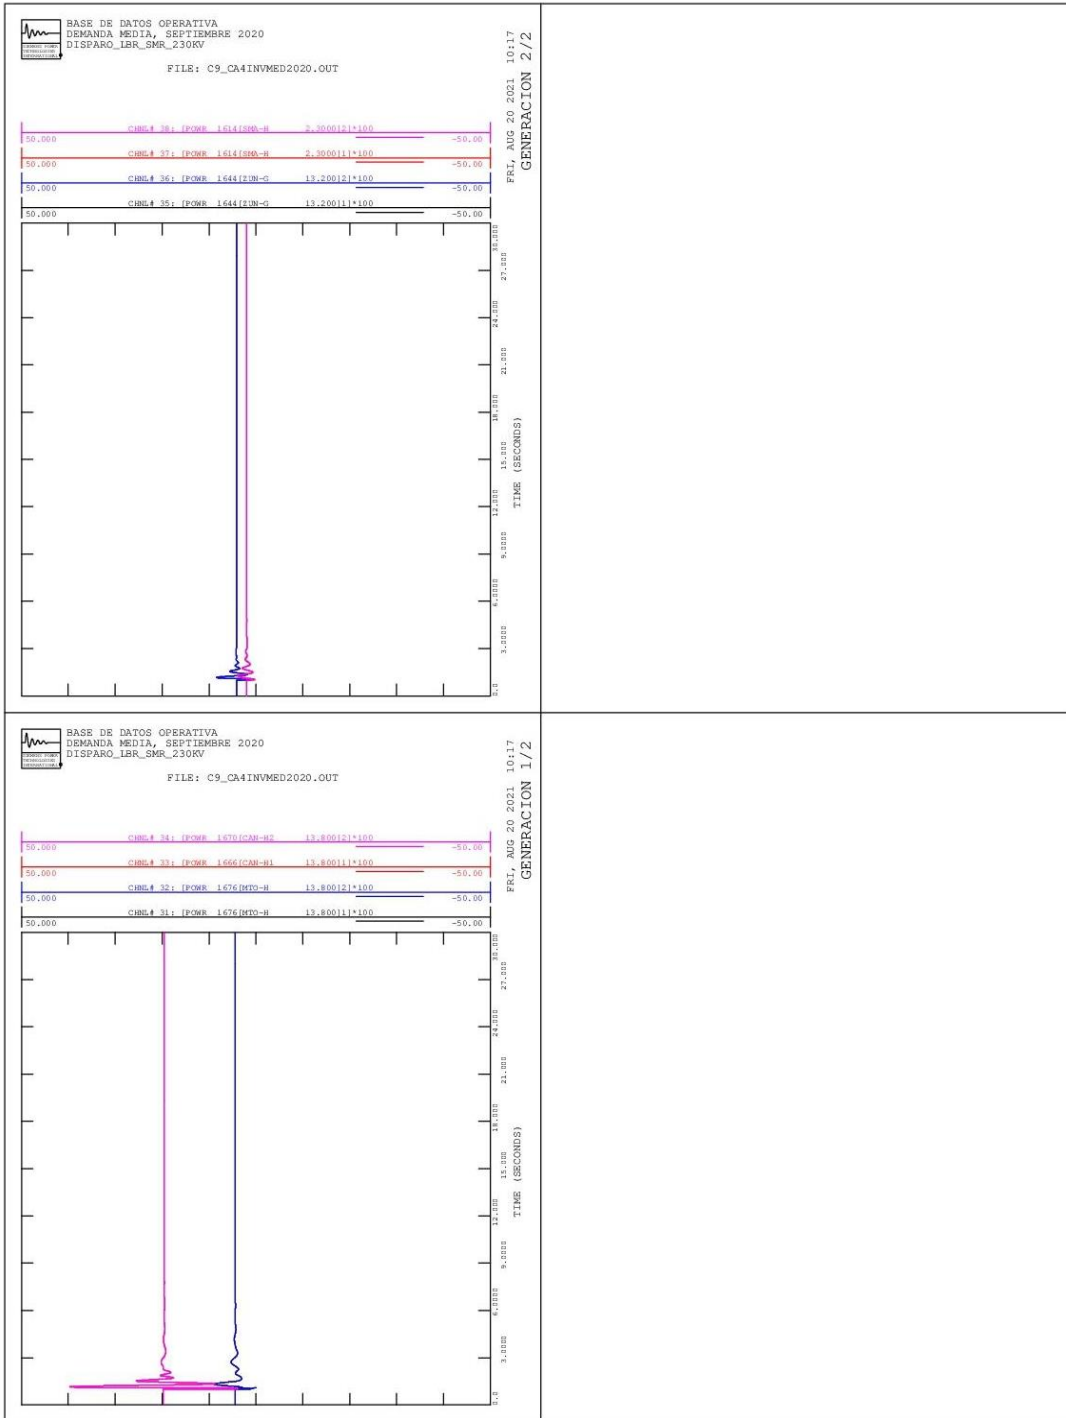 BASE DE DATOS OPERATIVA
DEMANDA MEDIA, SEPTIEMBRE 2020
DISPARO_LBR_SMR_230KV
FILE: C9_CA4INVMED2020.OUT
CHNL# 38: [POWR 1614[SMA-H 2.3000]2]*100
50.000 -50.00
CHNL# 37: [POWR 1614[SMA-H 2.3000]1]*100
50.000 -50.00
CHNL# 36: [POWR 1644[ZUN-G 13.200]2]*100
50.000 -50.00
CHNL# 35: [POWR 1644[ZUN-G 13.200]1]*100
50.000 -50.00
30.000
27.000
24.000
21.000
18.000
15.000
12.000
9.0000
6.0000
3.0000
0.0
TIME (SECONDS)
FRI, AUG 20 2021 10:17
GENERACION 2/2
BASE DE DATOS OPERATIVA
DEMANDA MEDIA, SEPTIEMBRE 2020
DISPARO_LBR_SMR_230KV
FILE: C9_CA4INVMED2020.OUT
CHNL# 34: [POWR 1670[CAN-H2 13.800]2]*100
50.000 -50.00
CHNL# 33: [POWR 1666[CAN-H1 13.800]1]*100
50.000 -50.00
CHNL# 32: [POWR 1676[MTO-H 13.800]2]*100
50.000 -50.00
CHNL# 31: [POWR 1676[MTO-H 13.800]1]*100
50.000 -50.00
30.000
27.000
24.000
21.000
18.000
15.000
12.000
9.0000
6.0000
3.0000
0.0
TIME (SECONDS)
FRI, AUG 20 2021 10:17
GENERACION 1/2